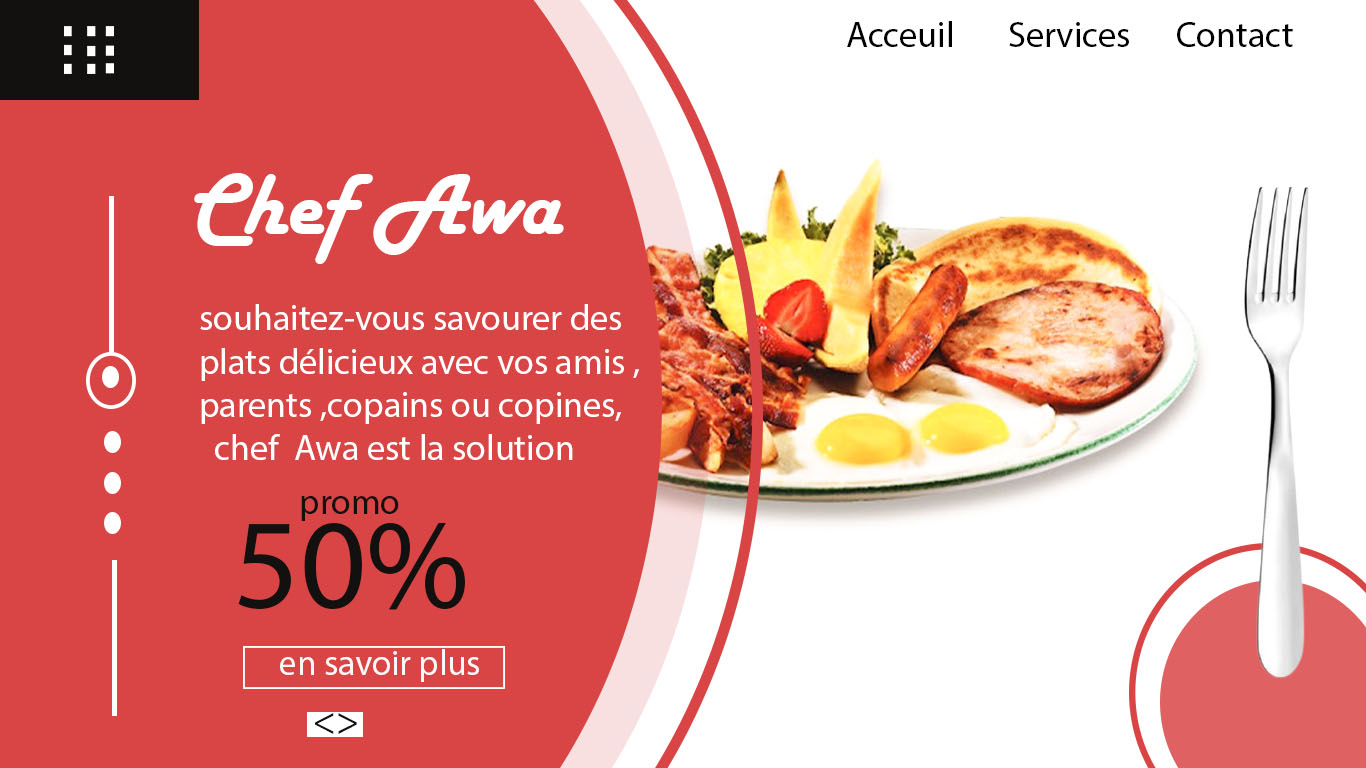 Acceuil Services Contact
Chef Awa
souhaitez-vous savourer des
plats délicieux avec vos amis ,
parents ,copains ou copines,
chef Awa est la solution
promo
50%
en savoir plus
<>